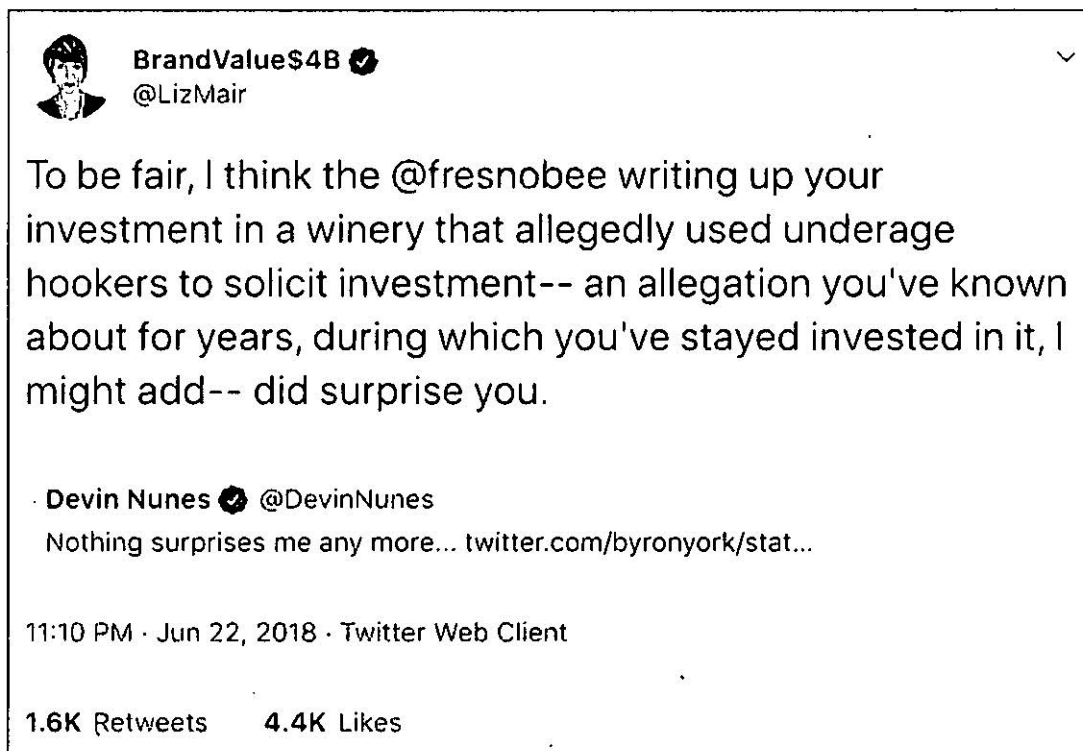 BrandValue$4B
@LizMair
To be fair, I think the @fresnobee writing up your
investment in a winery that allegedly used underage
hookers to solicit investment-- an allegation you've known
about for years, during which you've stayed invested in it, I
might add-- did surprise you.
Devin Nunes @DevinNunes
Nothing surprises me any more... twitter.com/byronyork/stat...
11:10 PM · Jun 22, 2018 · Twitter Web Client
1.6K Retweets 4.4K Likes